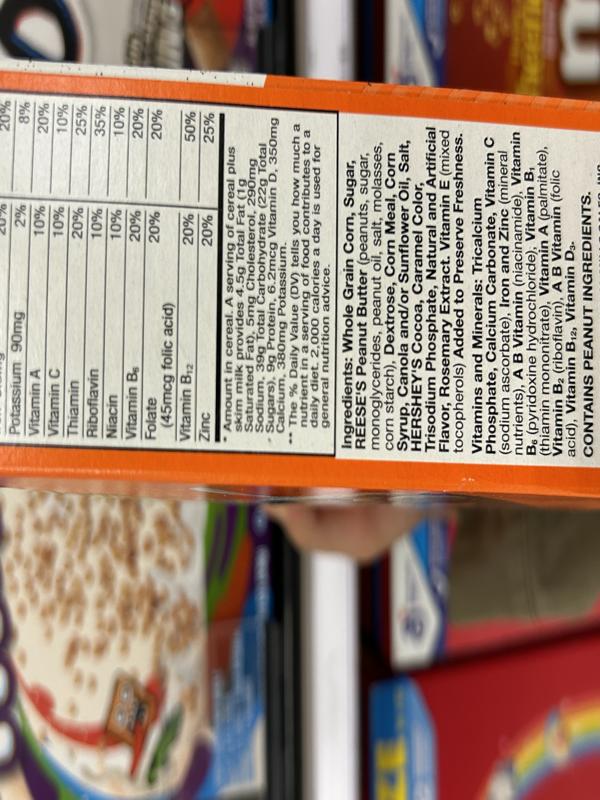 20% 20%
Potassium 90mg 2% 8%
Vitamin A 10% 20%
Vitamin C 10% 10%
Thiamin 20% 25%
Riboflavin 10% 35%
Niacin 10% 10%
Vitamin B6 20% 20%
Folate 20% 20%
(45mcg folic acid)
Vitamin B12 20% 50%
Zinc 20% 25%
* Amount in cereal. A serving of cereal plus
skim milk provides 4.5g Total Fat (1g
Saturated Fat), 5mg Cholesterol, 290mg
Sodium, 39g Total Carbohydrate (22g Total
Sugars), 9g Protein, 6.2mcg Vitamin D, 350mg
Calcium, 380mg Potassium.
** The % Daily Value (DV) tells you how much a
nutrient in a serving of food contributes to a
daily diet. 2,000 calories a day is used for
general nutrition advice.
Ingredients: Whole Grain Corn, Sugar,
REESE'S Peanut Butter (peanuts, sugar,
monoglycerides, peanut oil, salt, molasses,
corn starch), Dextrose, Corn Meal, Corn
Syrup, Canola and/or Sunflower Oil, Salt,
HERSHEY'S Cocoa, Caramel Color,
Trisodium Phosphate, Natural and Artificial
Flavor, Rosemary Extract. Vitamin E (mixed
tocopherols) Added to Preserve Freshness.
Vitamins and Minerals: Tricalcium
Phosphate, Calcium Carbonate, Vitamin C
(sodium ascorbate), Iron and Zinc (mineral
nutrients), A B Vitamin (niacinamide), Vitamin
B6 (pyridoxine hydrochloride), Vitamin B1
(thiamin mononitrate), Vitamin A (palmitate),
Vitamin B2 (riboflavin), A B Vitamin (folic
acid), Vitamin B12, Vitamin D3.
CONTAINS PEANUT INGREDIENTS.